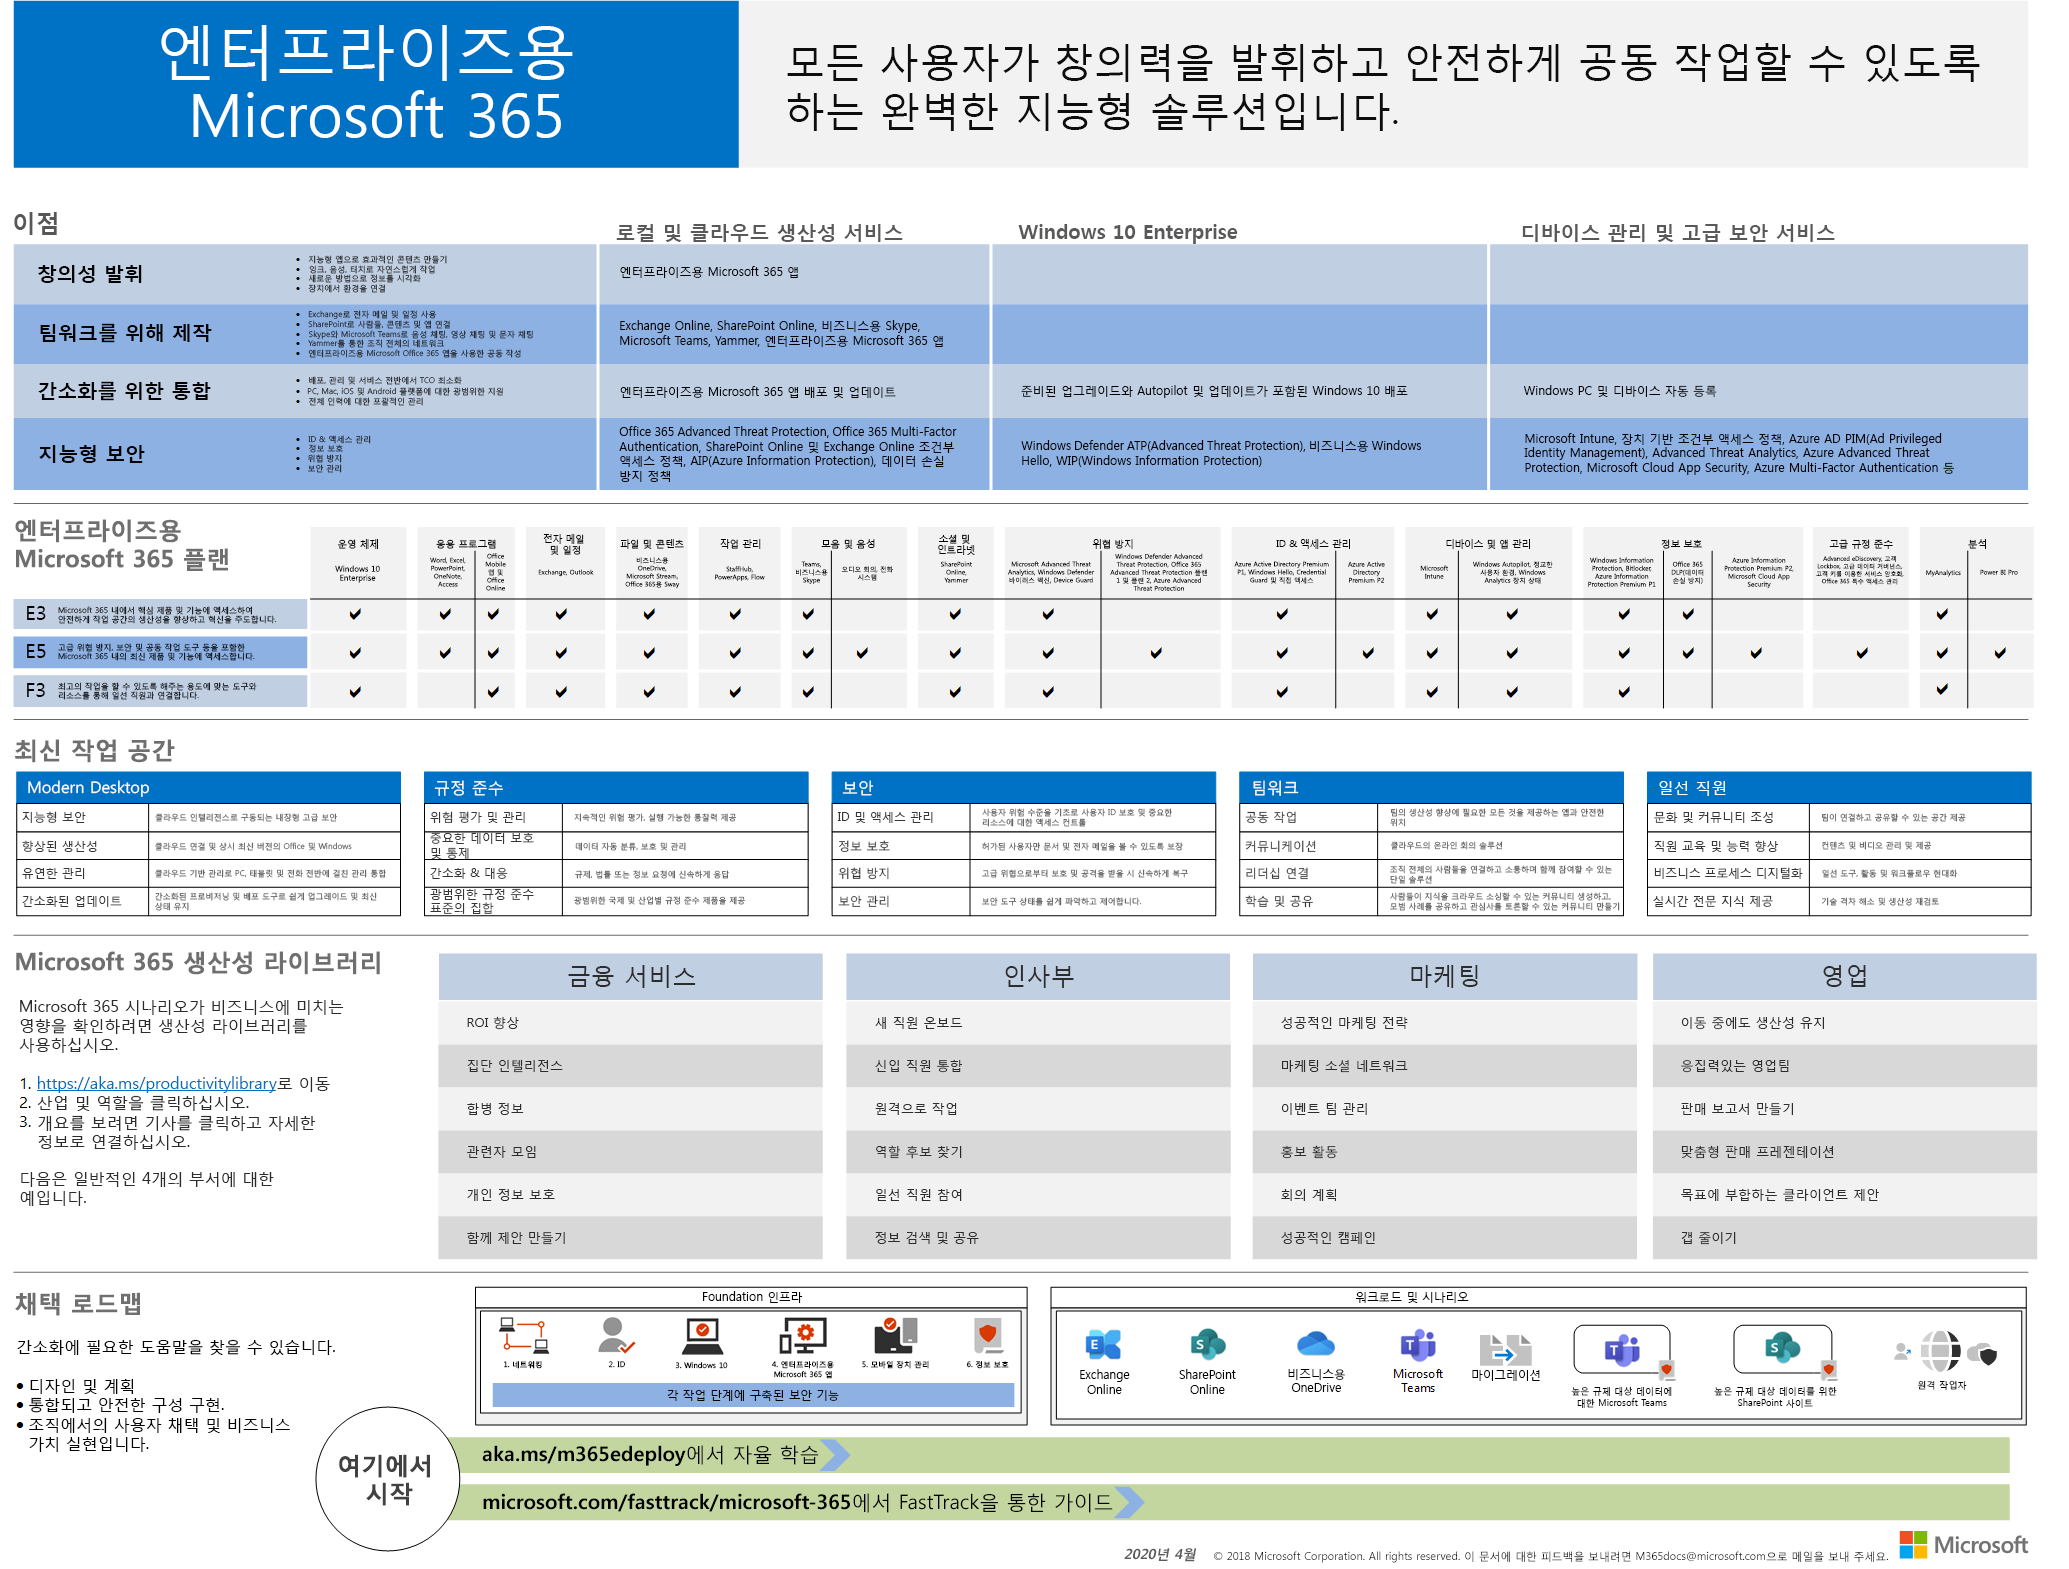 엔터프라이즈용
Microsoft 365
모든 사용자가 창의력을 발휘하고 안전하게 공동 작업할 수 있도록
하는 완벽한 지능형 솔루션입니다.
이점
로컬 및 클라우드 생산성 서비스
Windows 10 Enterprise
디바이스 관리 및 고급 보안 서비스
창의성 발휘
• 지능형 앱으로 효과적인 콘텐츠 만들기
• 잉크, 음성, 터치로 자연스럽게 작업
• 새로운 방법으로 정보를 시각화
• 장치에서 환경을 연결
엔터프라이즈용 Microsoft 365 앱
팀워크를 위해 제작
• Exchange로 전자 메일 및 일정 사용
• SharePoint로 사람들, 콘텐츠 및 앱 연결
• Skype와 Microsoft Teams로 음성 채팅, 영상 채팅 및 문자 채팅
• Yammer를 통한 조직 전체의 네트워크
• 엔터프라이즈용 Microsoft Office 365 앱을 사용한 공동 작성
Exchange Online, SharePoint Online, 비즈니스용 Skype,
Microsoft Teams, Yammer, 엔터프라이즈용 Microsoft 365 앱
간소화를 위한 통합
• 배포, 관리 및 서비스 전반에서 TCO 최소화
• PC, Mac, iOS 및 Android 플랫폼에 대한 광범위한 지원
• 전체 인력에 대한 포괄적인 관리
엔터프라이즈용 Microsoft 365 앱 배포 및 업데이트
준비된 업그레이드와 Autopilot 및 업데이트가 포함된 Windows 10 배포
Windows PC 및 디바이스 자동 등록
지능형 보안
• ID & 액세스 관리
• 정보 보호
• 위협 방지
• 보안 관리
Office 365 Advanced Threat Protection, Office 365 Multi-Factor
Authentication, SharePoint Online 및 Exchange Online 조건부
액세스 정책, AIP(Azure Information Protection), 데이터 손실
방지 정책
Windows Defender ATP(Advanced Threat Protection), 비즈니스용 Windows
Hello, WIP(Windows Information Protection)
Microsoft Intune, 장치 기반 조건부 액세스 정책, Azure AD PIM(Ad Privileged
Identity Management), Advanced Threat Analytics, Azure Advanced Threat
Protection, Microsoft Cloud App Security, Azure Multi-Factor Authentication 등
엔터프라이즈용
Microsoft 365 플랜
운영 체제
Windows 10
Enterprise
응용 프로그램
Word, Excel,
PowerPoint,
OneNote,
Access
Office
Mobile
앱 및
Office
Online
전자 메일
및 일정
Exchange, Outlook
파일 및 콘텐츠
비즈니스용
OneDrive,
Microsoft Stream,
Office 365용 Sway
작업 관리
StaffHub,
PowerApps, Flow
모음 및 음성
Teams,
비즈니스용
Skype
오디오 회의, 전화
시스템
소셜 및
인트라넷
SharePoint
Online,
Yammer
위협 방지
Microsoft Advanced Threat
Analytics, Windows Defender
바이러스 백신, Device Guard
Windows Defender Advanced
Threat Protection, Office 365
Advanced Threat Protection 플랜
1 및 플랜 2, Azure Advanced
Threat Protection
ID & 액세스 관리
Azure Active Directory Premium
P1, Windows Hello, Credential
Guard 및 직접 액세스
Azure Active
Directory
Premium P2
디바이스 및 앱 관리
Microsoft
Intune
Windows Autopilot, 정교한
사용자 환경, Windows
Analytics 장치 상태
정보 보호
Windows Information
Protection, Bitlocker,
Azure Information
Protection Premium P1
Office 365
DLP(데이터
손실 방지)
Azure Information
Protection Premium P2,
Microsoft Cloud App
Security
고급 규정 준수
Advanced eDiscovery, 고객
Lockbox, 고급 데이터 거버넌스,
고객 키를 이용한 서비스 암호화,
Office 365 특수 액세스 관리
분석
MyAnalytics
Power BI Pro
E3
Microsoft 365 내에서 핵심 제품 및 기능에 액세스하여
안전하게 작업 공간의 생산성을 향상하고 혁신을 주도합니다.
E5
고급 위협 방지, 보안 및 공동 작업 도구 등을 포함한
Microsoft 365 내의 최신 제품 및 기능에 액세스합니다.
F3
최고의 작업을 할 수 있도록 해주는 용도에 맞는 도구와
리소스를 통해 일선 직원과 연결합니다.
최신 작업 공간
Modern Desktop
지능형 보안
클라우드 인텔리전스로 구동되는 내장형 고급 보안
향상된 생산성
클라우드 연결 및 상시 최신 버전의 Office 및 Windows
유연한 관리
클라우드 기반 관리로 PC, 태블릿 및 전화 전반에 걸친 관리 통합
간소화된 업데이트
간소화된 프로비저닝 및 배포 도구로 쉽게 업그레이드 및 최신
상태 유지
규정 준수
위험 평가 및 관리
지속적인 위험 평가, 실행 가능한 통찰력 제공
중요한 데이터 보호
및 통제
데이터 자동 분류, 보호 및 관리
간소화 & 대응
규제, 법률 또는 정보 요청에 신속하게 응답
광범위한 규정 준수
표준의 집합
광범위한 국제 및 산업별 규정 준수 제품을 제공
보안
ID 및 액세스 관리
사용자 위험 수준을 기초로 사용자 ID 보호 및 중요한
리소스에 대한 액세스 컨트롤
정보 보호
허가된 사용자만 문서 및 전자 메일을 볼 수 있도록 보장
위협 방지
고급 위험으로부터 보호 및 공격을 받을 시 신속하게 복구
보안 관리
보안 도구 상태를 쉽게 파악하고 제어합니다.
팀워크
공동 작업
팀의 생산성 향상에 필요한 모든 것을 제공하는 앱과 안전한
위치
커뮤니케이션
클라우드의 온라인 회의 솔루션
리더십 연결
조직 전체의 사람들을 연결하고 소통하며 함께 참여할 수 있는
단일 솔루션
학습 및 공유
사람들이 지식을 크라우드 소싱할 수 있는 커뮤니티 생성하고,
모범 사례를 공유하고 관심사를 토론할 수 있는 커뮤니티 만들기
일선 직원
문화 및 커뮤니티 조성
팀이 연결하고 공유할 수 있는 공간 제공
직원 교육 및 능력 향상
컨텐츠 및 비디오 관리 및 제공
비즈니스 프로세스 디지털화
일선 도구, 활동 및 워크플로우 현대화
실시간 전문 지식 제공
기술 격차 해소 및 생산성 재검토
Microsoft 365 생산성 라이브러리
Microsoft 365 시나리오가 비즈니스에 미치는
영향을 확인하려면 생산성 라이브러리를
사용하십시오.
1. https://aka.ms/productivitylibrary로 이동
2. 산업 및 역할을 클릭하십시오.
3. 개요를 보려면 기사를 클릭하고 자세한
정보로 연결하십시오.
다음은 일반적인 4개의 부서에 대한
예입니다.
금융 서비스
ROI 향상
집단 인텔리전스
합병 정보
관련자 모임
개인 정보 보호
함께 제안 만들기
인사부
새 직원 온보드
신입 직원 통합
원격으로 작업
역할 후보 찾기
일선 직원 참여
정보 검색 및 공유
마케팅
성공적인 마케팅 전략
마케팅 소셜 네트워크
이벤트 팀 관리
홍보 활동
회의 계획
성공적인 캠페인
영업
이동 중에도 생산성 유지
응집력있는 영업팀
판매 보고서 만들기
맞춤형 판매 프레젠테이션
목표에 부합하는 클라이언트 제안
갭 줄이기
채택 로드맵
간소화에 필요한 도움말을 찾을 수 있습니다.
• 디자인 및 계획
• 통합되고 안전한 구성 구현.
• 조직에서의 사용자 채택 및 비즈니스
가치 실현입니다.
Foundation 인프라
1. 네트워킹
2. ID
3. Windows 10
4. 엔터프라이즈용
Microsoft 365 앱
5. 모바일 장치 관리
6. 정보 보호
각 작업 단계에 구축된 보안 기능
워크로드 및 시나리오
Exchange
Online
SharePoint
Online
비즈니스용
OneDrive
Microsoft
Teams
마이그레이션
높은 규제 대상 데이터에
대한 Microsoft Teams
높은 규제 대상 데이터를 위한
SharePoint 사이트
원격 작업자
여기에서
시작
aka.ms/m365edeploy에서 자율 학습
microsoft.com/fasttrack/microsoft-365에서 FastTrack을 통한 가이드
2020년 4월
© 2018 Microsoft Corporation. All rights reserved. 이 문서에 대한 피드백을 보내려면 M365docs@microsoft.com으로 메일을 보내 주세요.
Microsoft